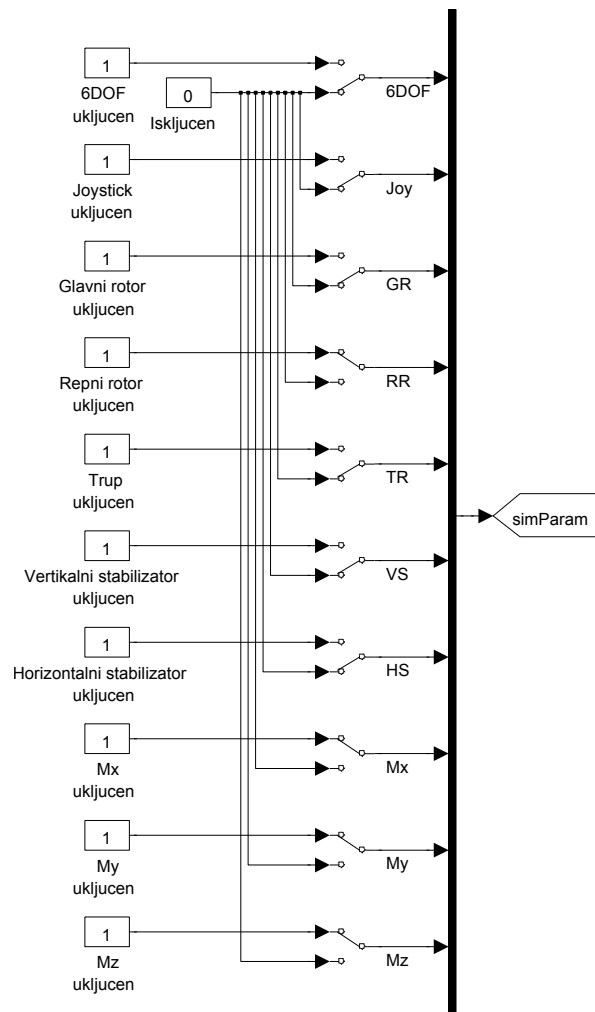 1
6DOF
ukljucen
0
Iskljucen
6DOF
1
Joystick
ukljucen
Joy
1
Glavni rotor
ukljucen
GR
1
Repni rotor
ukljucen
RR
1
Trup
ukljucen
TR
simParam
1
Vertikalni stabilizator
ukljucen
VS
1
Horizontalni stabilizator
ukljucen
HS
1
Mx
ukljucen
Mx
1
My
ukljucen
My
1
Mz
ukljucen
Mz